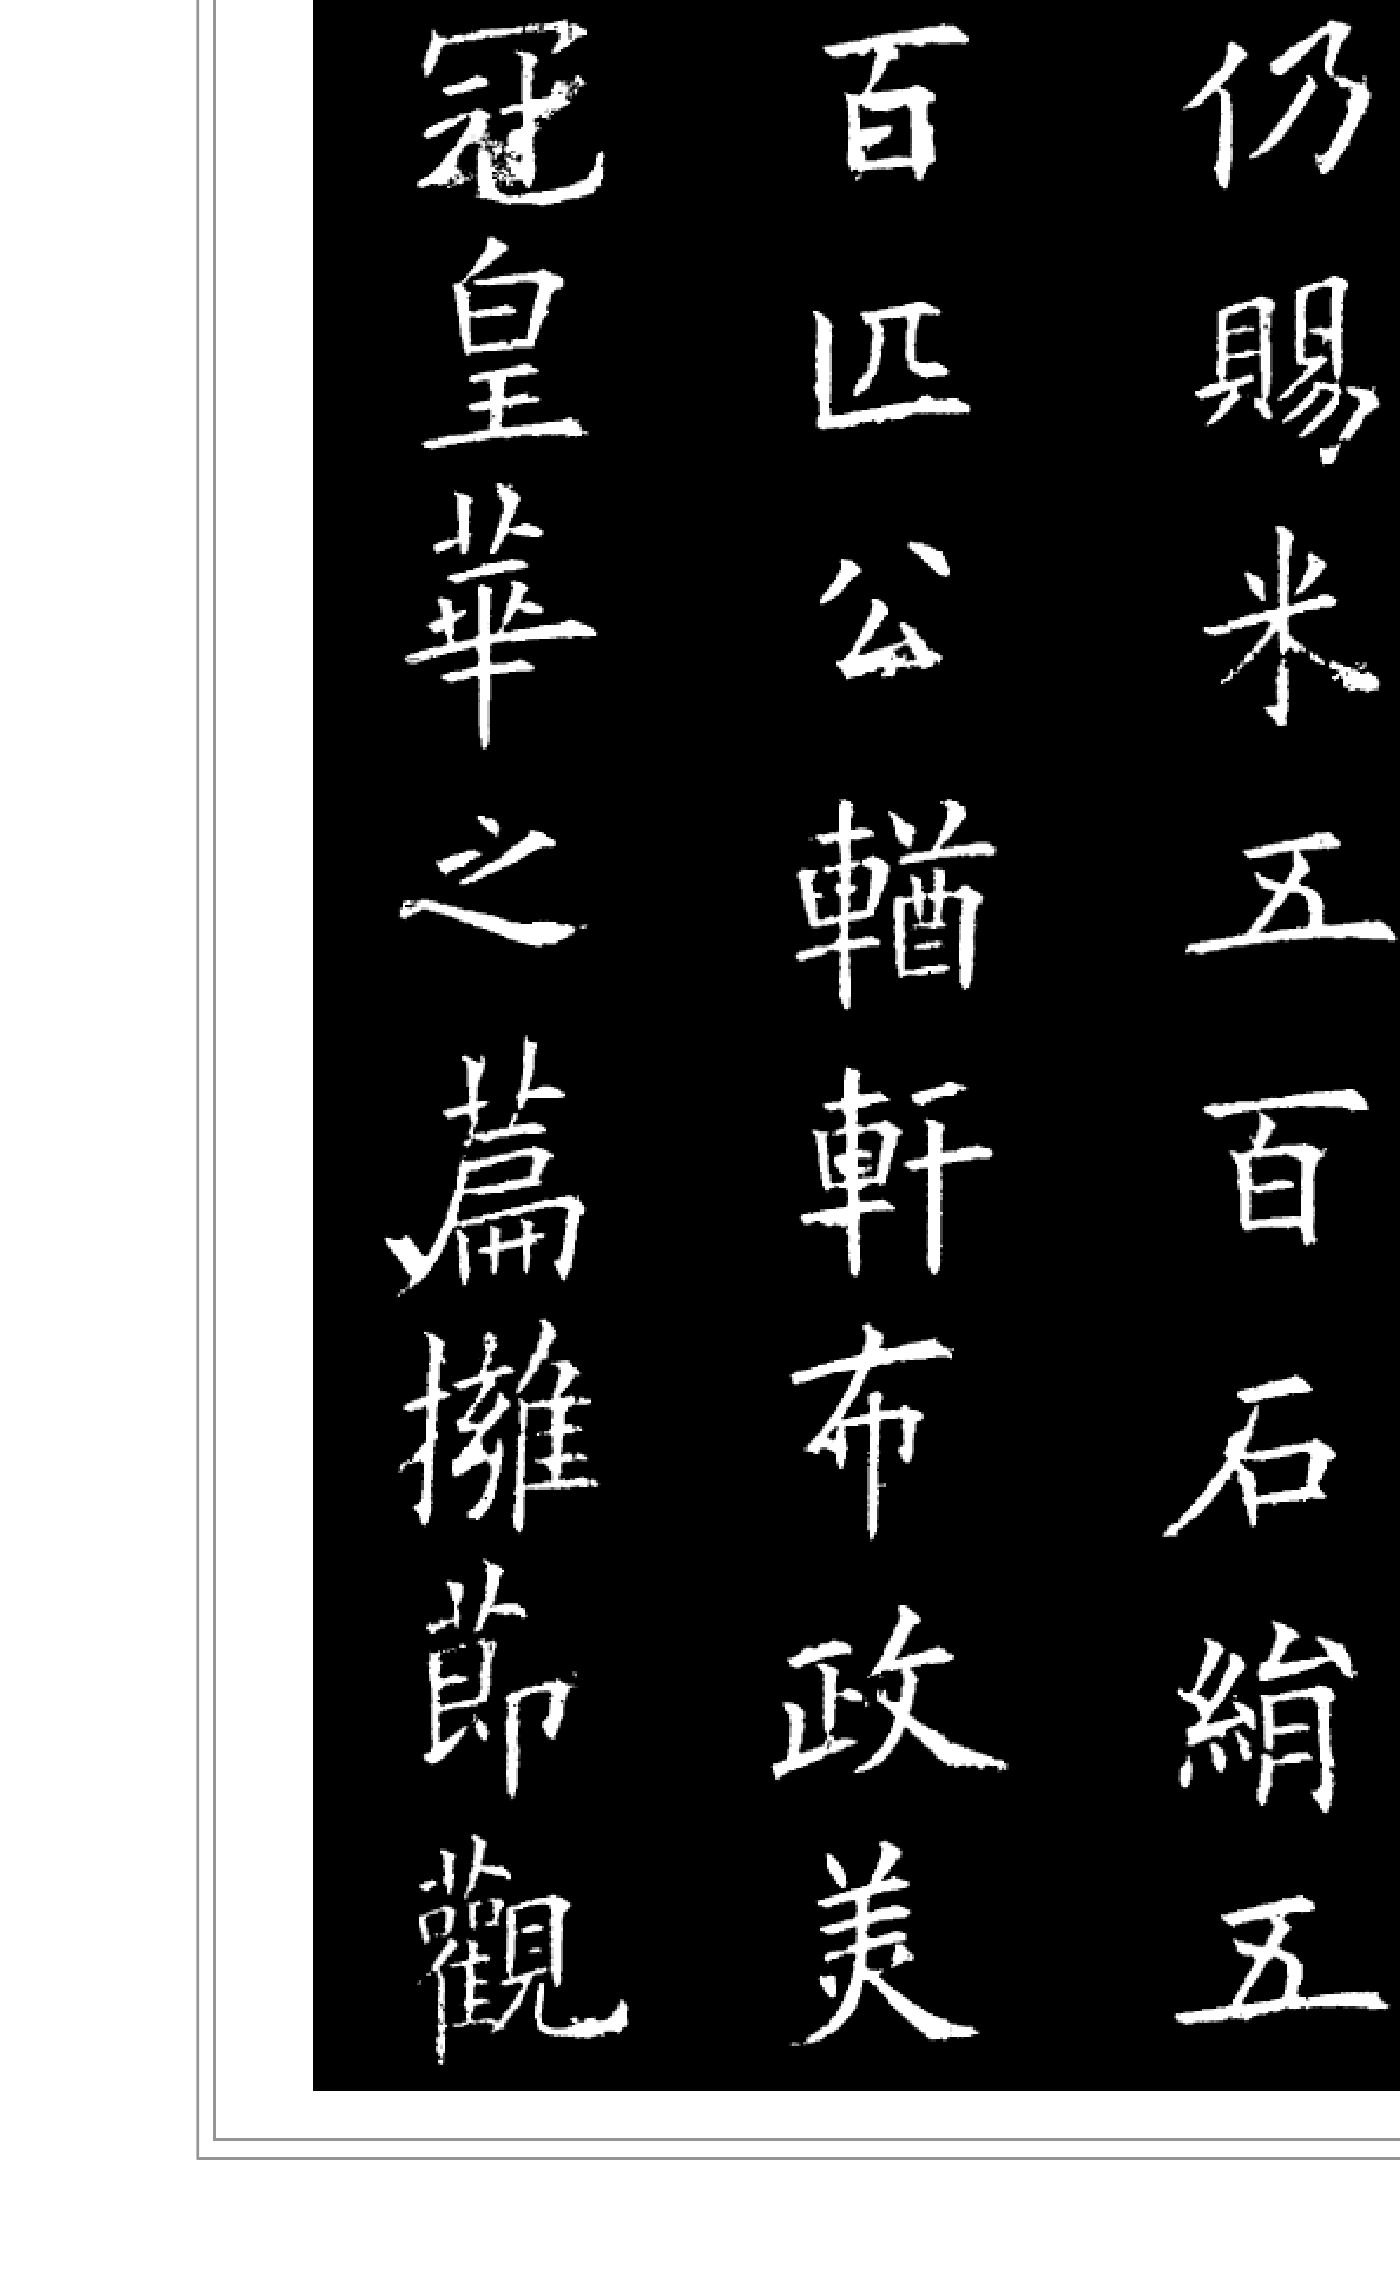 仍賜米五百石絹五
百匹公輶軒布政美
冠皇華之篇擁節觀